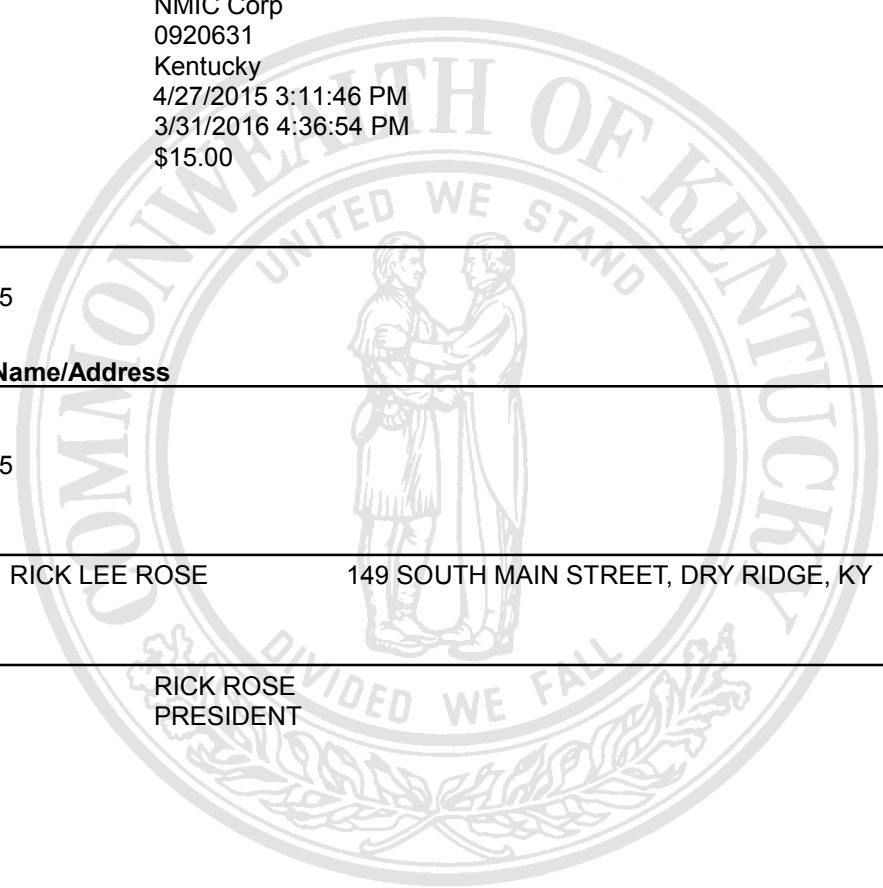 NMIC Corp
0920631
Kentucky
4/27/2015 3:11:46 PM
3/31/2016 4:36:54 PM
$15.00
5
Name/Address
5
RICK LEE ROSE 149 SOUTH MAIN STREET, DRY RIDGE, KY
RICK ROSE
PRESIDENT
COMMONWEALTH OF KENTUCKY
UNITED WE STAND
DIVIDED WE FALL